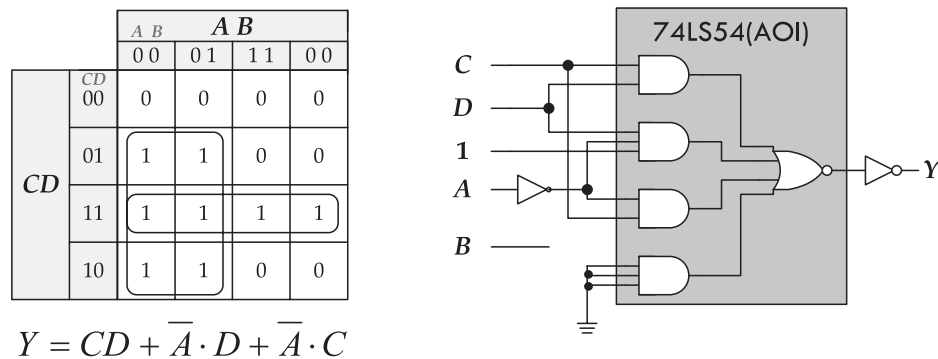 A B
A B
00 01 11 00
CD
00 0 0 0 0
01 1 1 0 0
CD
11 1 1 1 1
10 1 1 0 0
Y = CD + A̅ · D + A̅ · C
74LS54(AOI)
C
D
1
A
B
Y